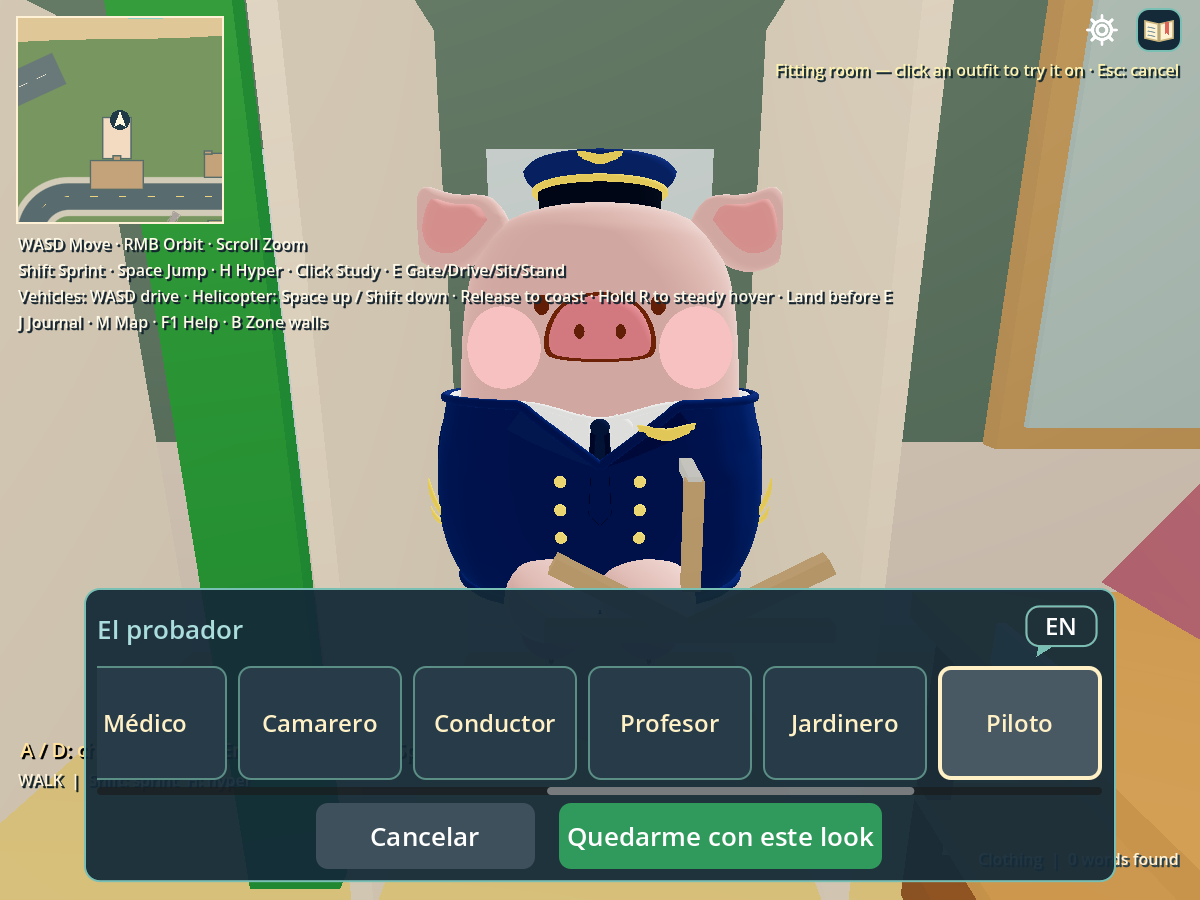 Fitting room — click an outfit to try it on · Esc: cancel
WASD Move · RMB Orbit · Scroll Zoom
Shift Sprint · Space Jump · H Hyper · Click Study · E Gate/Drive/Sit/Stand
Vehicles: WASD drive · Helicopter: Space up / Shift down · Release to coast · Hold R to steady hover · Land before E
J Journal · M Map · F1 Help · B Zone walls
El probador
EN
Médico
Camarero
Conductor
Profesor
Jardinero
Piloto
A / D:
WALK | Shift: sprint · H: hyper
Cancelar
Quedarme con este look
Clothing | 0 words found